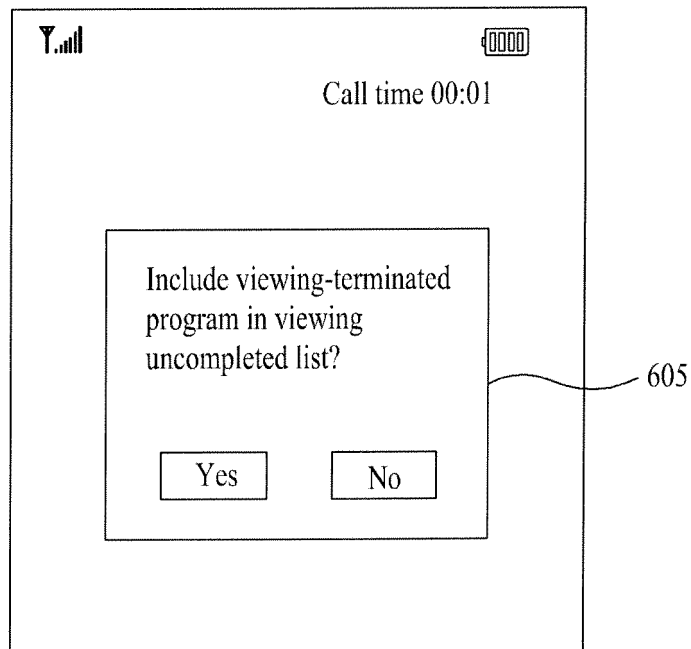 Call time 00:01
Include viewing-terminated
program in viewing
uncompleted list?
605
Yes
No